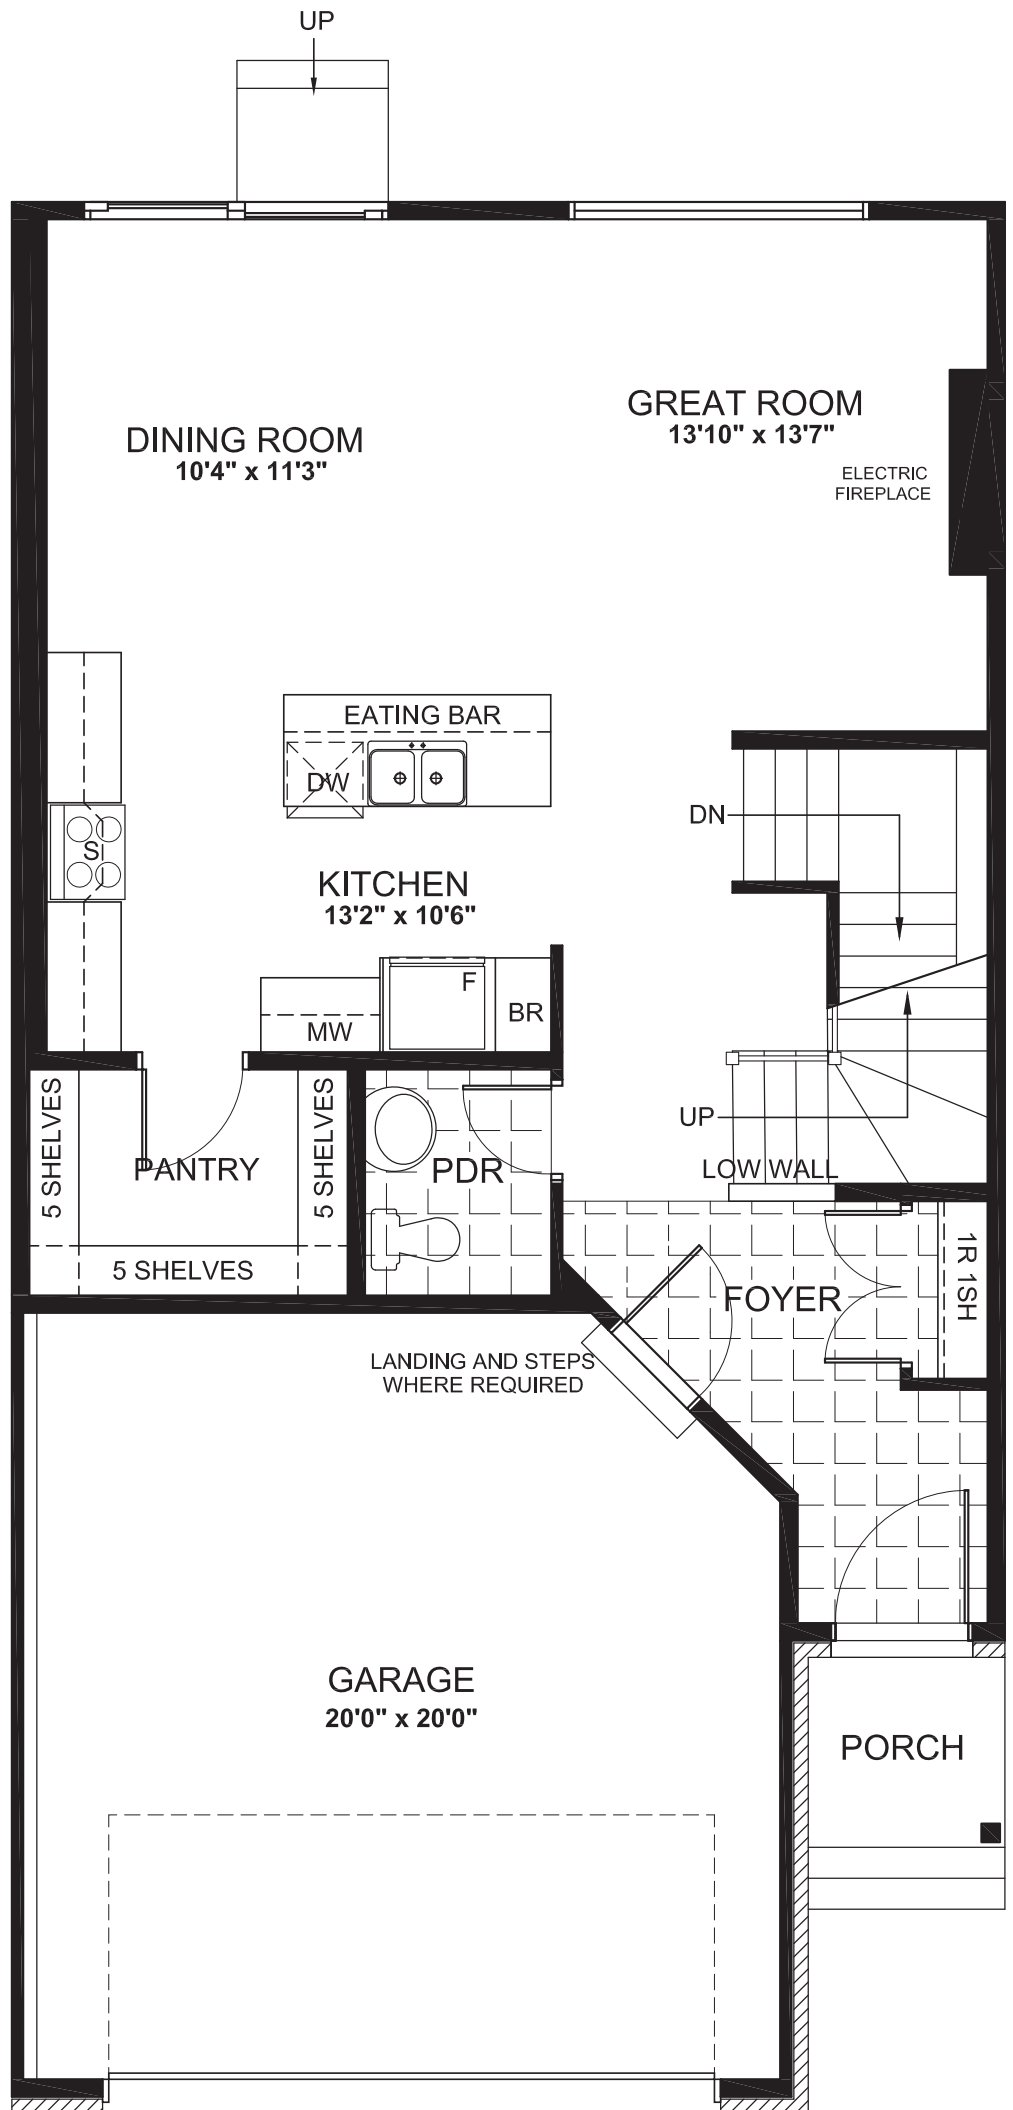 UP
DINING ROOM
10'4" x 11'3"
GREAT ROOM
13'10" x 13'7"
ELECTRIC
FIREPLACE
EATING BAR
DW
DN
S
KITCHEN
13'2" x 10'6"
F
BR
MW
5 SHELVES
5 SHELVES
PANTRY
5 SHELVES
PDR
UP
LOW WALL
FOYER
1R 1SH
LANDING AND STEPS
WHERE REQUIRED
GARAGE
20'0" x 20'0"
PORCH